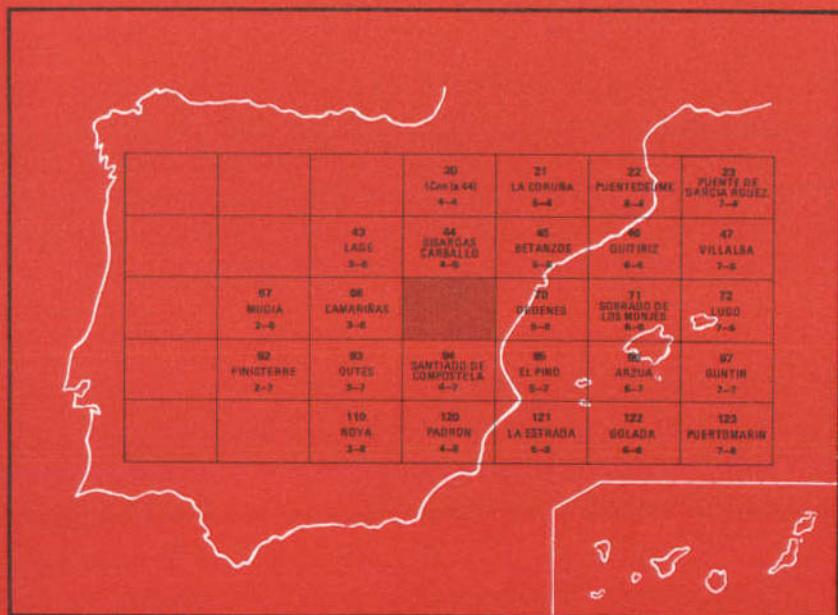 20
(Con la 44)
4-4
21
LA CORUÑA
5-4
22
PUENTEDEUME
6-4
23
PUENTE DE
GARCIA RGUEZ.
7-4
43
LAGE
3-5
44
SISARGAS
CARBALLO
4-5
45
BETANZOS
5-5
46
GUITIRIZ
6-5
47
VILLALBA
7-5
67
MUGIA
2-6
68
CAMARIÑAS
3-6
70
ORDENES
5-6
71
SOBRADO DE
LOS MONJES
6-6
72
LUGO
7-6
92
FINISTERRE
2-7
93
OUTES
3-7
94
SANTIAGO DE
COMPOSTELA
4-7
95
EL PINO
5-7
96
ARZUA
6-7
97
GUNTIN
7-7
119
NOYA
3-8
120
PADRON
4-8
121
LA ESTRADA
5-8
122
GOLADA
6-8
123
PUERTOMARIN
7-8